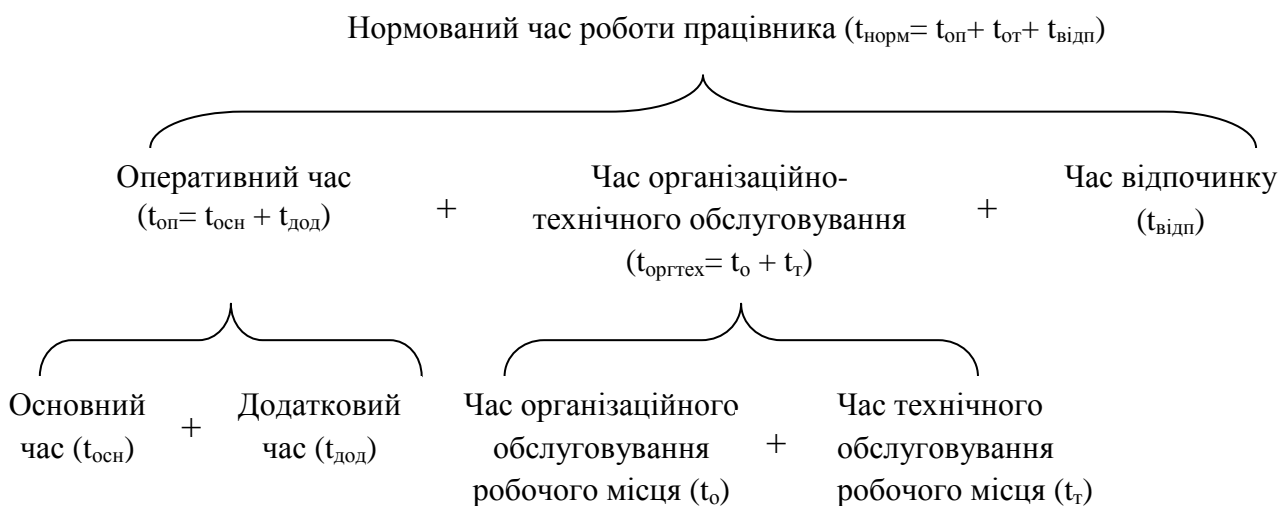 Нормований час роботи працівника (tнорм= tоп+ tот+ tвідп)
Оперативний час
(tоп= tосн + tдод)
+
Час організаційно-
технічного обслуговування
(tоргтех= tо + tт)
+
Час відпочинку
(tвідп)
Основний
час (tосн)
+
Додатковий
час (tдод)
Час організаційного
обслуговування
робочого місця (tо)
+
Час технічного
обслуговування
робочого місця (tт)